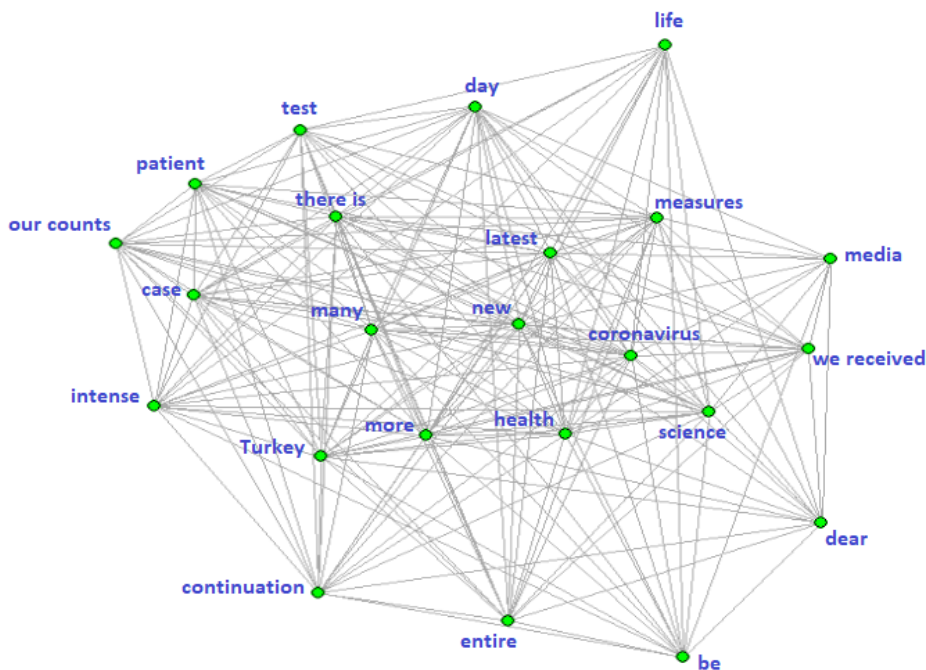 life
day
test
patient
there is
measures
our counts
latest
media
case
many
new
coronavirus
we received
intense
more
health
science
Turkey
dear
continuation
entire
be